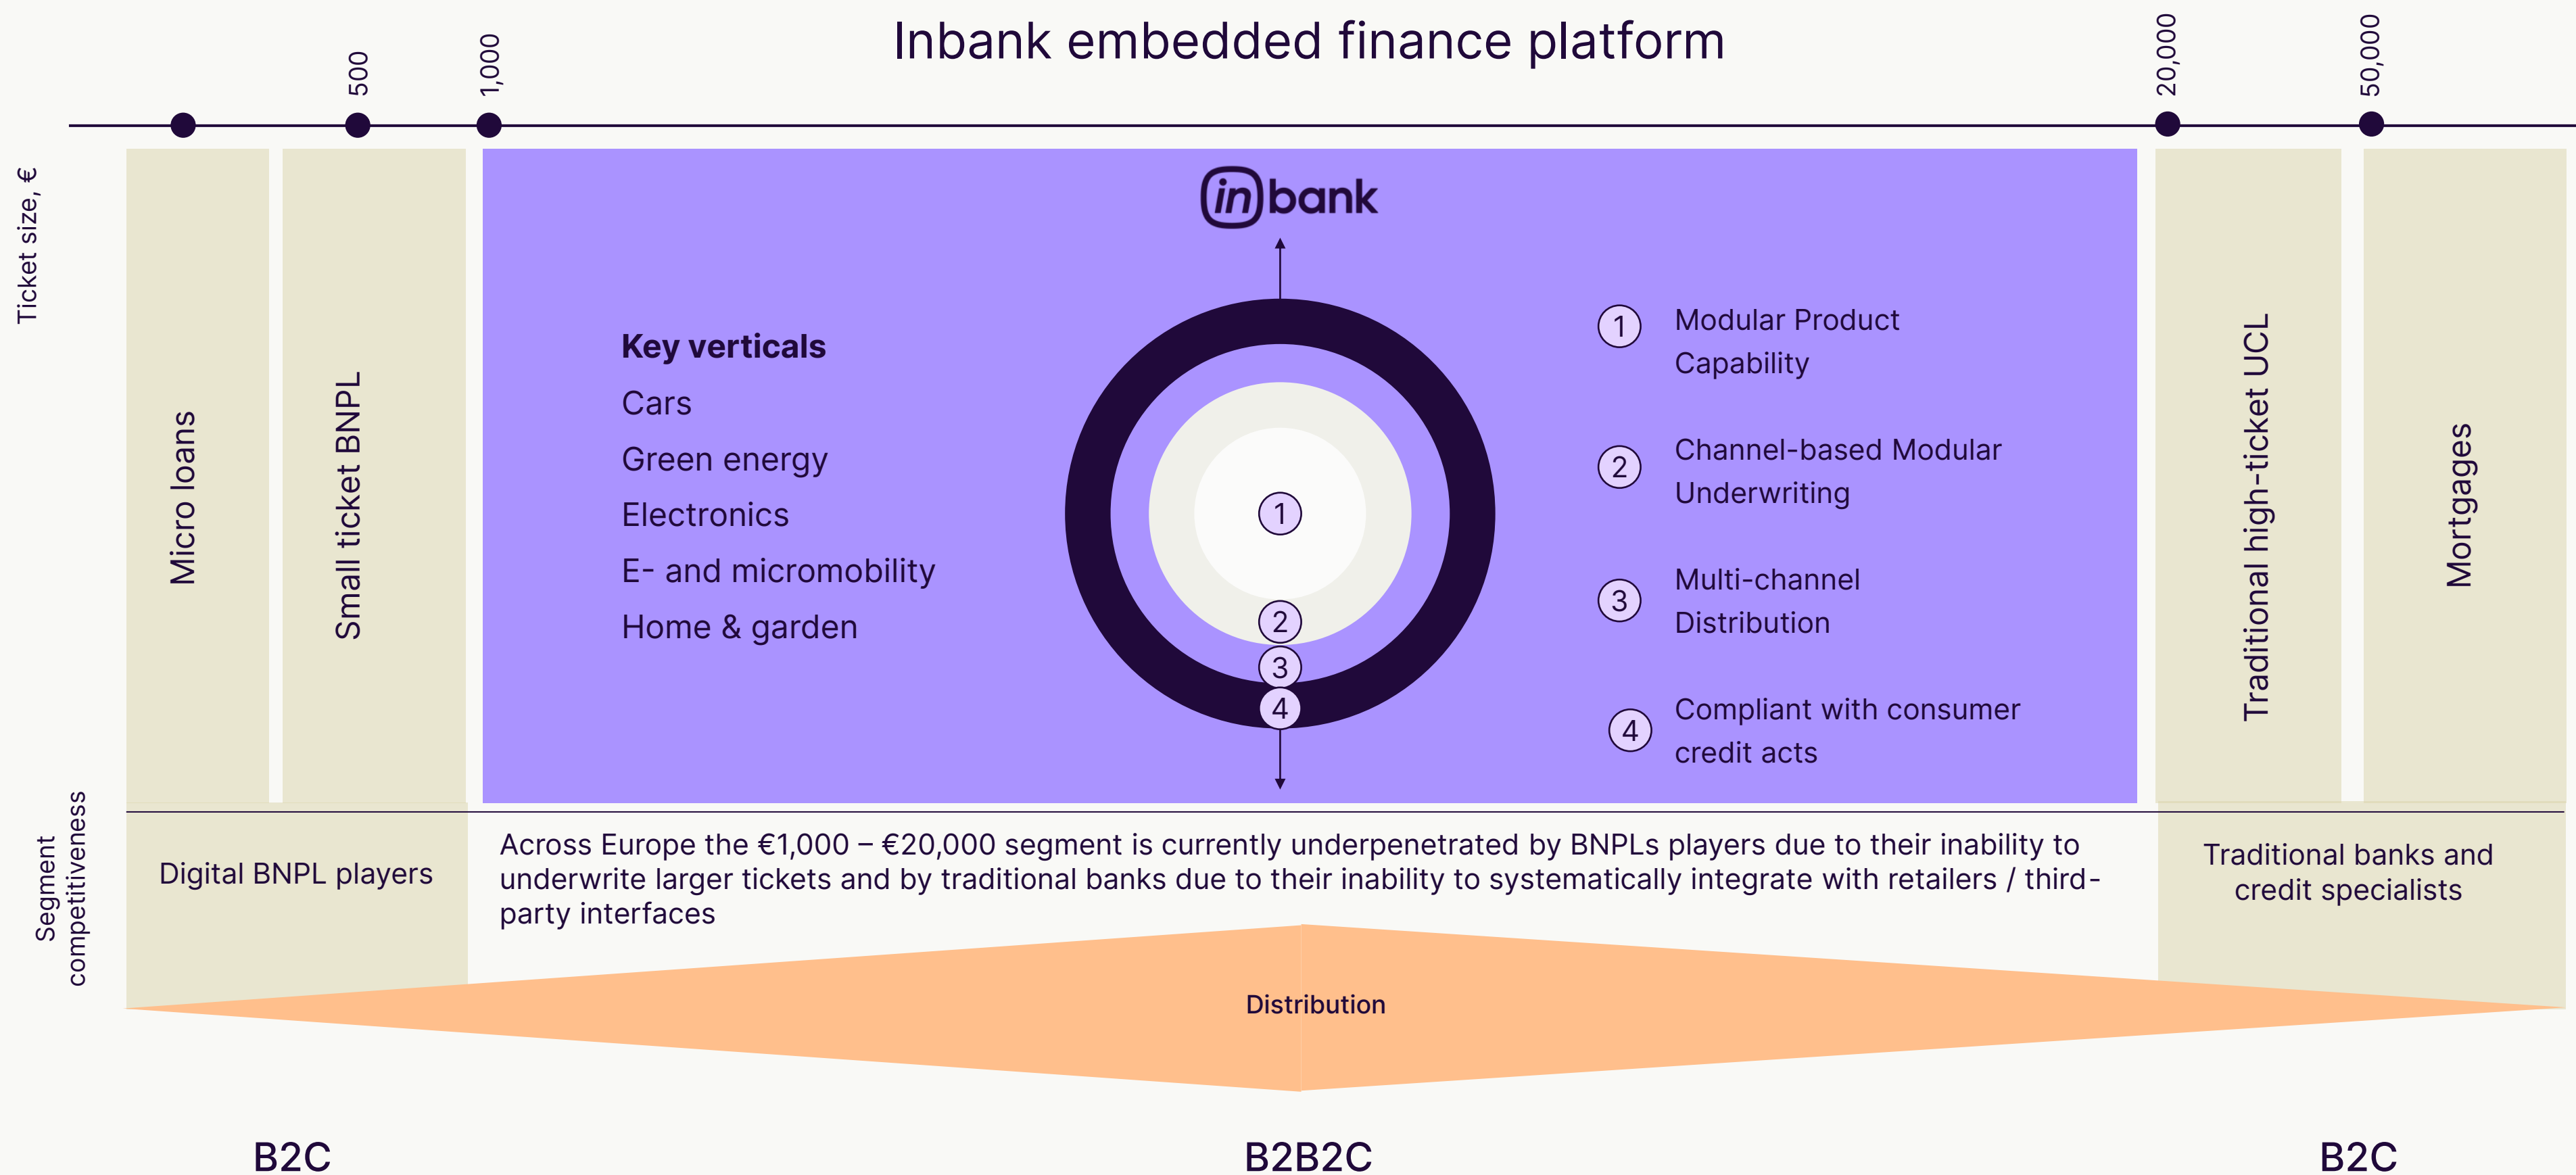 Inbank embedded finance platform
500
1,000
20,000
50,000
Ticket size, €
Micro loans
Small ticket BNPL
inbank
Key verticals
Cars
Green energy
Electronics
E- and micromobility
Home & garden
1
2
3
4
1
Modular Product
Capability
2
Channel-based Modular
Underwriting
3
Multi-channel
Distribution
4
Compliant with consumer
credit acts
Traditional high-ticket UCL
Mortgages
Segment
competitiveness
Digital BNPL players
Across Europe the €1,000 – €20,000 segment is currently underpenetrated by BNPLs players due to their inability to
underwrite larger tickets and by traditional banks due to their inability to systematically integrate with retailers / third-
party interfaces
Traditional banks and
credit specialists
Distribution
B2C
B2B2C
B2C